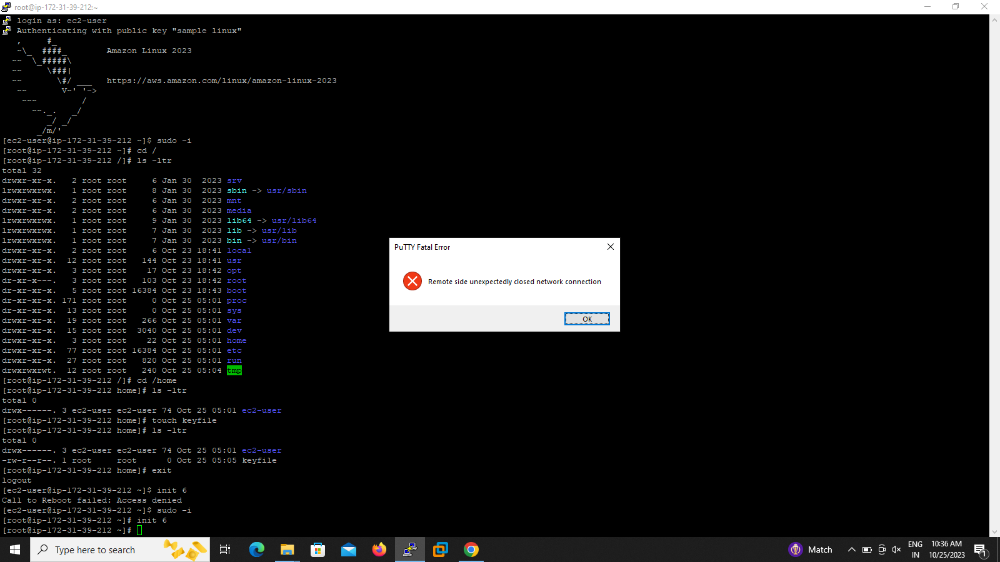 root@ip-172-31-39-212:~
login as: ec2-user
Authenticating with public key "sample linux"
   ,     #_
   ~\_  ####_        Amazon Linux 2023
  ~~  \_#####\
  ~~     \###|
  ~~       \#/ ___   https://aws.amazon.com/linux/amazon-linux-2023
   ~~       V~' '->
    ~~~         /
      ~~._.   _/
         _/ _/
       _/m/'
[ec2-user@ip-172-31-39-212 ~]$ sudo -i
[root@ip-172-31-39-212 ~]# cd /
[root@ip-172-31-39-212 /]# ls -ltr
total 32
drwxr-xr-x.   2 root root     6 Jan 30  2023 srv
lrwxrwxrwx.   1 root root     8 Jan 30  2023 sbin -> usr/sbin
drwxr-xr-x.   2 root root     6 Jan 30  2023 mnt
drwxr-xr-x.   2 root root     6 Jan 30  2023 media
lrwxrwxrwx.   1 root root     9 Jan 30  2023 lib64 -> usr/lib64
lrwxrwxrwx.   1 root root     7 Jan 30  2023 lib -> usr/lib
lrwxrwxrwx.   1 root root     7 Jan 30  2023 bin -> usr/bin
drwxr-xr-x.   2 root root     6 Oct 23 18:41 local
drwxr-xr-x.  12 root root   144 Oct 23 18:41 usr
drwxr-xr-x.   3 root root    17 Oct 23 18:42 opt
dr-xr-x---.   3 root root   103 Oct 23 18:42 root
dr-xr-xr-x.   5 root root 16384 Oct 23 18:43 boot
dr-xr-xr-x. 171 root root     0 Oct 25 05:01 proc
dr-xr-xr-x.  13 root root     0 Oct 25 05:01 sys
drwxr-xr-x.  19 root root   266 Oct 25 05:01 var
drwxr-xr-x.  15 root root  3040 Oct 25 05:01 dev
drwxr-xr-x.   3 root root    22 Oct 25 05:01 home
drwxr-xr-x.  77 root root 16384 Oct 25 05:01 etc
drwxr-xr-x.  27 root root   820 Oct 25 05:01 run
drwxrwxrwt.  12 root root   240 Oct 25 05:04 tmp
[root@ip-172-31-39-212 /]# cd /home
[root@ip-172-31-39-212 home]# ls -ltr
total 0
drwx------. 3 ec2-user ec2-user 74 Oct 25 05:01 ec2-user
[root@ip-172-31-39-212 home]# touch keyfile
[root@ip-172-31-39-212 home]# ls -ltr
total 0
drwx------. 3 ec2-user ec2-user 74 Oct 25 05:01 ec2-user
-rw-r--r--. 1 root     root      0 Oct 25 05:05 keyfile
[root@ip-172-31-39-212 home]# exit
logout
[ec2-user@ip-172-31-39-212 ~]$ init 6
Call to Reboot failed: Access denied
[ec2-user@ip-172-31-39-212 ~]$ sudo -i
[root@ip-172-31-39-212 ~]# init 6
[root@ip-172-31-39-212 ~]#
PuTTY Fatal Error
Remote side unexpectedly closed network connection
OK
Type here to search
Match
ENG
IN
10:36 AM
10/25/2023
1